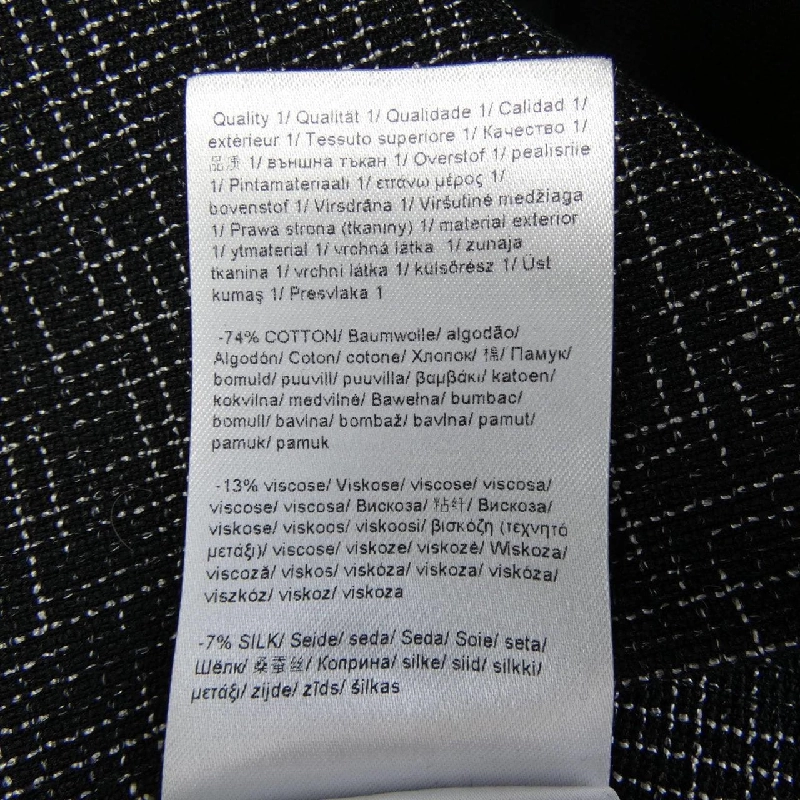 Quality 1/ Qualität 1/ Qualidade 1/ Calidad 1/
extérieur 1/ Tessuto superiore 1/ Качество 1/
品质 1/ външна тъкан 1/ Overstof 1/ pealisriie
1/ Pintamateriaali 1/ επάνω μέρος 1/
bovenstof 1/ Virsdrāna 1/ Viršutinė medžiaga
1/ Prawa strona (tkaniny) 1/ material exterior
1/ ytmaterial 1/ vrchná látka 1/ zunaja
tkanina 1/ vrchní látka 1/ külsőrész 1/ Üst
kumaş 1/ Presvlaka 1
-74% COTTON/ Baumwolle/ algodão/
Algodón/ Coton/ cotone/ Хлопок/ 棉/ Памук/
bomuld/ puuvill/ puuvilla/ βαμβάκι/ katoen/
kokvilna/ medvilnė/ Bawełna/ bumbac/
bomull/ bavlna/ bombaž/ bavlna/ pamut/
pamuk/ pamuk
-13% viscose/ Viskose/ viscose/ viscosa/
viscose/ viscosa/ Вискоза/ 粘纤/ Вискоза/
viskose/ viskoos/ viskoosi/ βισκόζη (τεχνητό
μετάξι)/ viscose/ viskoze/ viskozė/ Wiskoza/
viscoză/ viskos/ viskóza/ viskoza/ viskóza/
viszkóz/ viskoz/ viskoza
-7% SILK/ Seide/ seda/ Seda/ Soie/ seta/
Шёлк/ 桑蚕丝/ Коприна/ silke/ siid/ silkki/
μετάξι/ zijde/ zīds/ šilkas